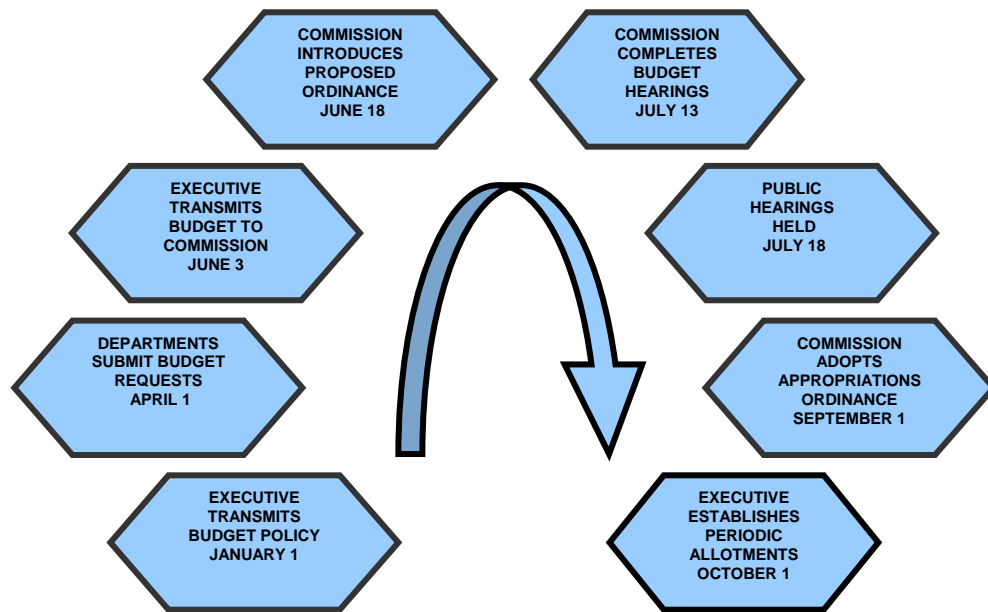 EXECUTIVE
TRANSMITS
BUDGET POLICY
JANUARY 1
DEPARTMENTS
SUBMIT BUDGET
REQUESTS
APRIL 1
EXECUTIVE
TRANSMITS
BUDGET TO
COMMISSION
JUNE 3
COMMISSION
INTRODUCES
PROPOSED
ORDINANCE
JUNE 18
COMMISSION
COMPLETES
BUDGET
HEARINGS
JULY 13
PUBLIC
HEARINGS
HELD
JULY 18
COMMISSION
ADOPTS
APPROPRIATIONS
ORDINANCE
SEPTEMBER 1
EXECUTIVE
ESTABLISHES
PERIODIC
ALLOTMENTS
OCTOBER 1